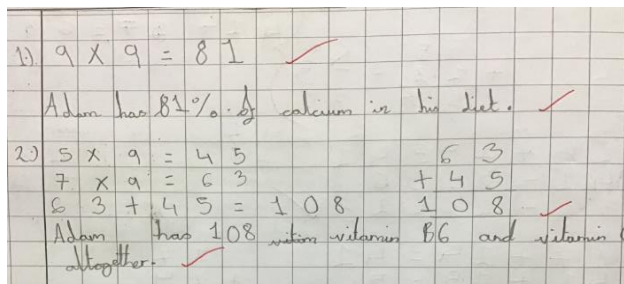 1.) 9 x 9 = 81
Adam has 81% of calcium in his diet.
2.) 5 x 9 = 45 63
7 x 9 = 63 + 45
63 + 45 = 108 108
Adam has 108 vitamin B6 and vitamin
altogether.